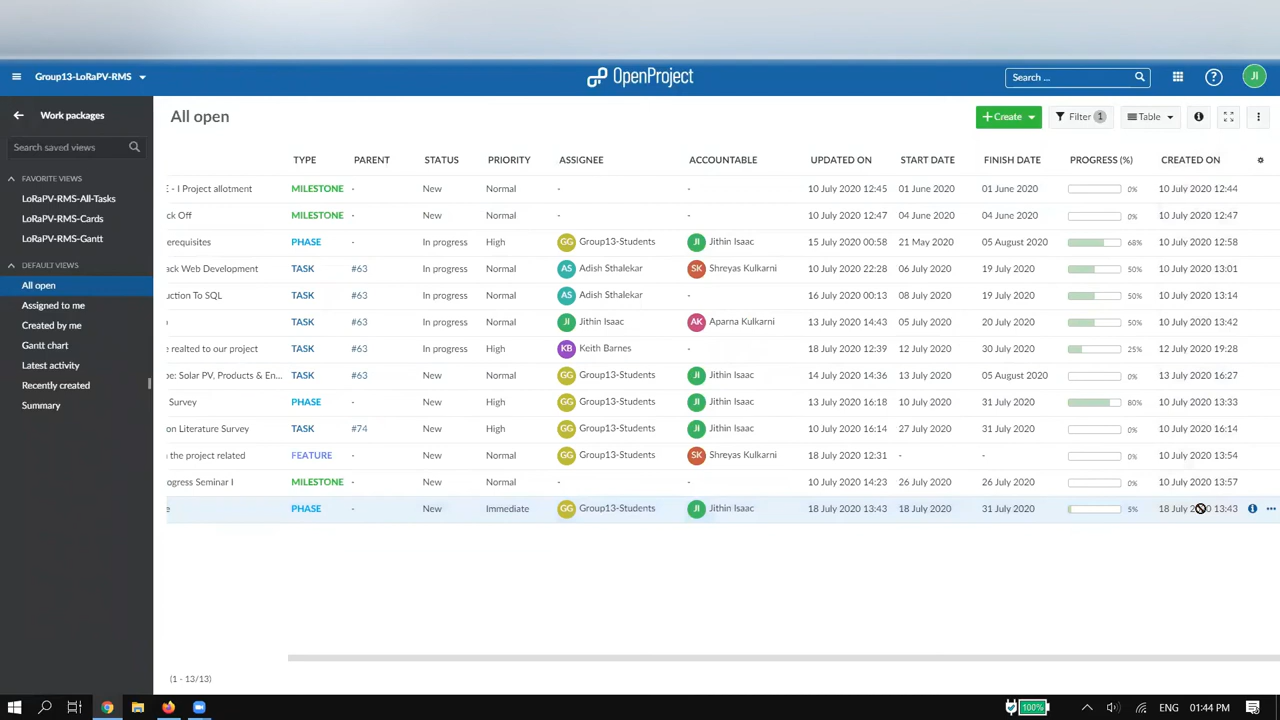 Group13-LoRaPV-RMS
OpenProject
Search ...
JI
Work packages
Search saved views
FAVORITE VIEWS
LoRaPV-RMS-All-Tasks
LoRaPV-RMS-Cards
LoRaPV-RMS-Gantt
DEFAULT VIEWS
All open
Assigned to me
Created by me
Gantt chart
Latest activity
Recently created
Summary
All open
+ Create
Filter 1
Table
TYPE PARENT STATUS PRIORITY ASSIGNEE ACCOUNTABLE UPDATED ON START DATE FINISH DATE PROGRESS (%) CREATED ON
E - I Project allotment MILESTONE - New Normal - - 10 July 2020 12:45 01 June 2020 01 June 2020 0% 10 July 2020 12:44
ck Off MILESTONE - New Normal - - 10 July 2020 12:47 04 June 2020 04 June 2020 0% 10 July 2020 12:47
erequisites PHASE - In progress High GG Group13-Students JI Jithin Isaac 15 July 2020 00:58 21 May 2020 05 August 2020 68% 10 July 2020 12:58
ack Web Development TASK #63 In progress Normal AS Adish Sthalekar SK Shreyas Kulkarni 10 July 2020 22:28 06 July 2020 19 July 2020 50% 10 July 2020 13:01
uction To SQL TASK #63 In progress Normal AS Adish Sthalekar - 16 July 2020 00:13 08 July 2020 19 July 2020 50% 10 July 2020 13:14
TASK #63 In progress Normal JI Jithin Isaac AK Aparna Kulkarni 13 July 2020 14:43 05 July 2020 20 July 2020 50% 10 July 2020 13:42
e realted to our project TASK #63 In progress High KB Keith Barnes - 18 July 2020 12:39 12 July 2020 30 July 2020 25% 12 July 2020 19:28
pe: Solar PV, Products & En... TASK #63 New Normal GG Group13-Students JI Jithin Isaac 14 July 2020 14:36 13 July 2020 05 August 2020 0% 13 July 2020 16:27
Survey PHASE - New High GG Group13-Students JI Jithin Isaac 13 July 2020 16:18 10 July 2020 31 July 2020 80% 10 July 2020 13:33
on Literature Survey TASK #74 New High GG Group13-Students JI Jithin Isaac 10 July 2020 16:14 27 July 2020 31 July 2020 0% 10 July 2020 16:14
n the project related FEATURE - New Normal GG Group13-Students SK Shreyas Kulkarni 18 July 2020 12:31 - - 0% 10 July 2020 13:54
ogress Seminar I MILESTONE - New Normal - - 10 July 2020 14:23 26 July 2020 26 July 2020 0% 10 July 2020 13:57
e PHASE - New Immediate GG Group13-Students JI Jithin Isaac 18 July 2020 13:43 18 July 2020 31 July 2020 5% 18 July 2020 13:43
(1 - 13/13)
100% ENG 01:44 PM